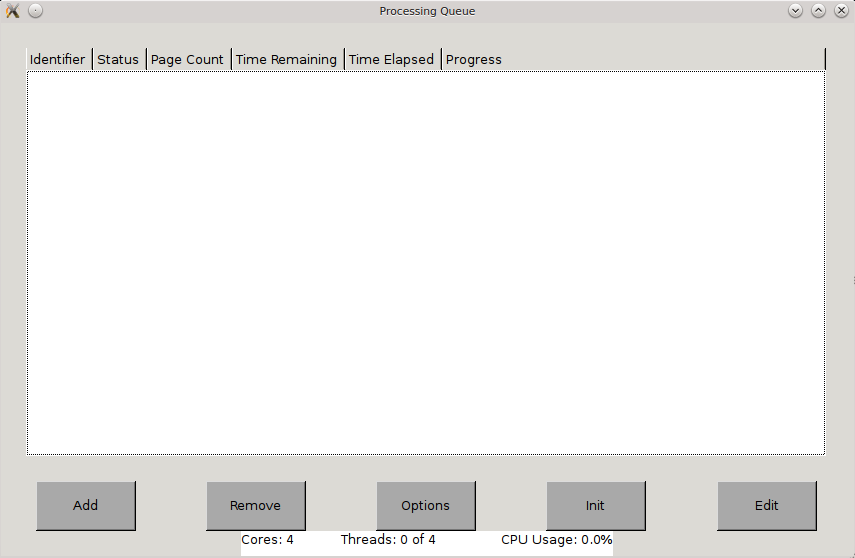 Processing Queue
Identifier Status Page Count Time Remaining Time Elapsed Progress
Add Remove Options Init Edit
Cores: 4 Threads: 0 of 4 CPU Usage: 0.0%